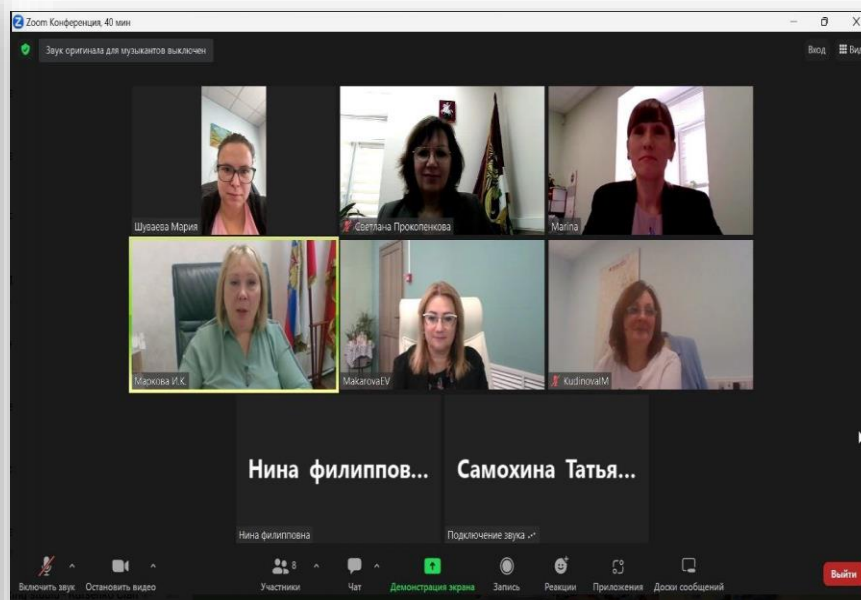 Zoom Конференция, 40 мин
Звук оригинала для музыкантов выключен
Вход
Вид
Шуваева Мария
Светлана Прокопенкова
Marina
Маркова И.К.
MakarovaEV
KudinovaIM
Нина филиппов...
Самохина Татья...
Нина филипповна
Подключение звука
Включить звук
Остановить видео
Участники
8
Чат
Демонстрация экрана
Запись
Реакции
Приложения
Доски сообщений
Выйти